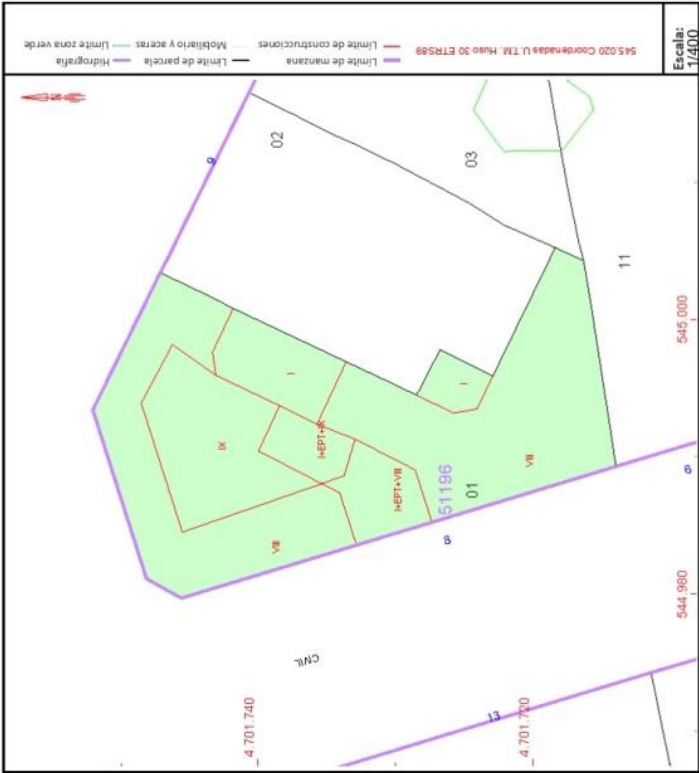 Límite zona verde
Mobiliario y aceras
Límite de construcciones
545.020 Coordenadas U.T.M. Huso 30 ETRS89
Hidrografía
Límite de parcela
Límite de manzana
Escala:
1/400
N
02
9
03
11
545.000
I
IX
I+EPT+IX
I
I+EPT+VIII
51196
01
VIII
VIII
8
6
544.980
CIVIL
4.701.740
4.701.720
13